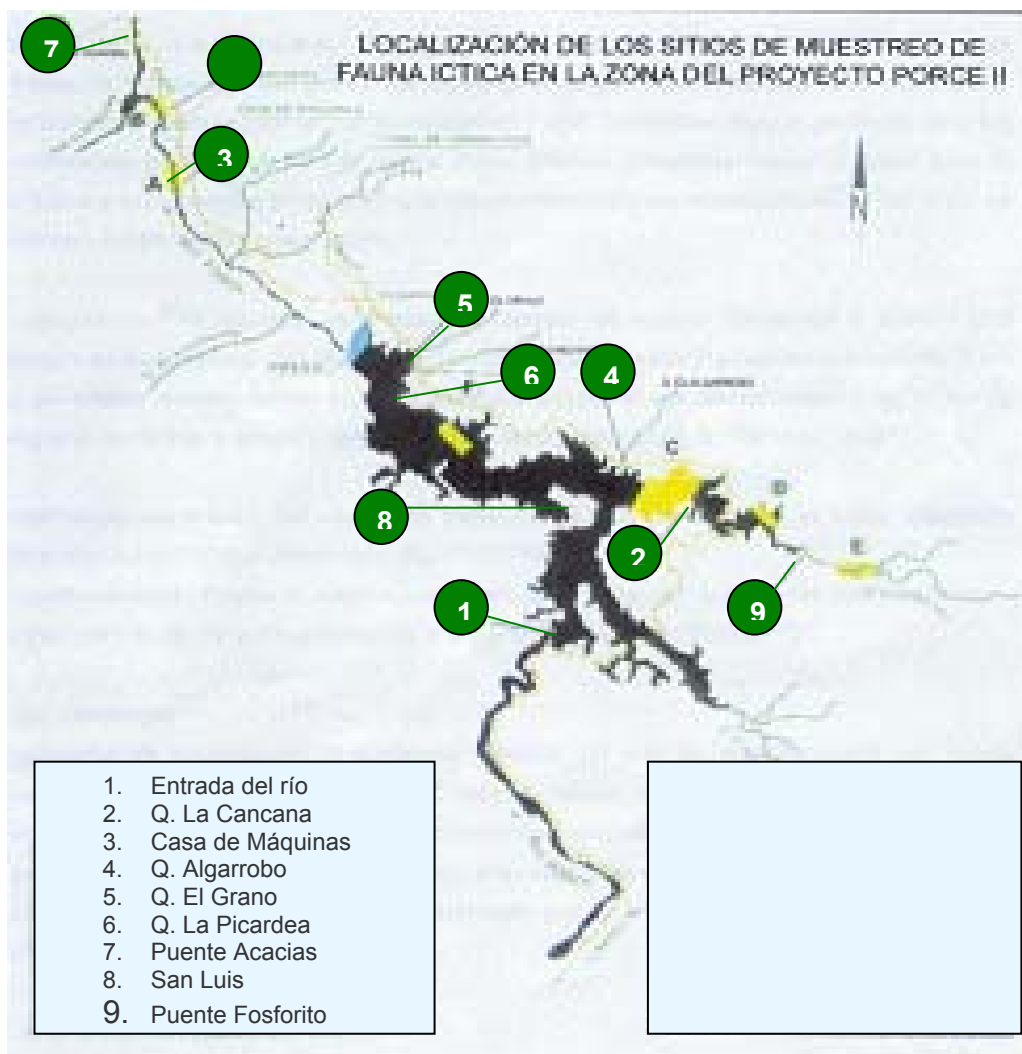 LOCALIZACIÓN DE LOS SITIOS DE MUESTREO DE
FAUNA ICTICA EN LA ZONA DEL PROYECTO PORCE II
7
3
A
N
5
6
4
C
8
2
D
E
1
9
1. Entrada del río
2. Q. La Cancana
3. Casa de Máquinas
4. Q. Algarrobo
5. Q. El Grano
6. Q. La Picardea
7. Puente Acacias
8. San Luis
9. Puente Fosforito